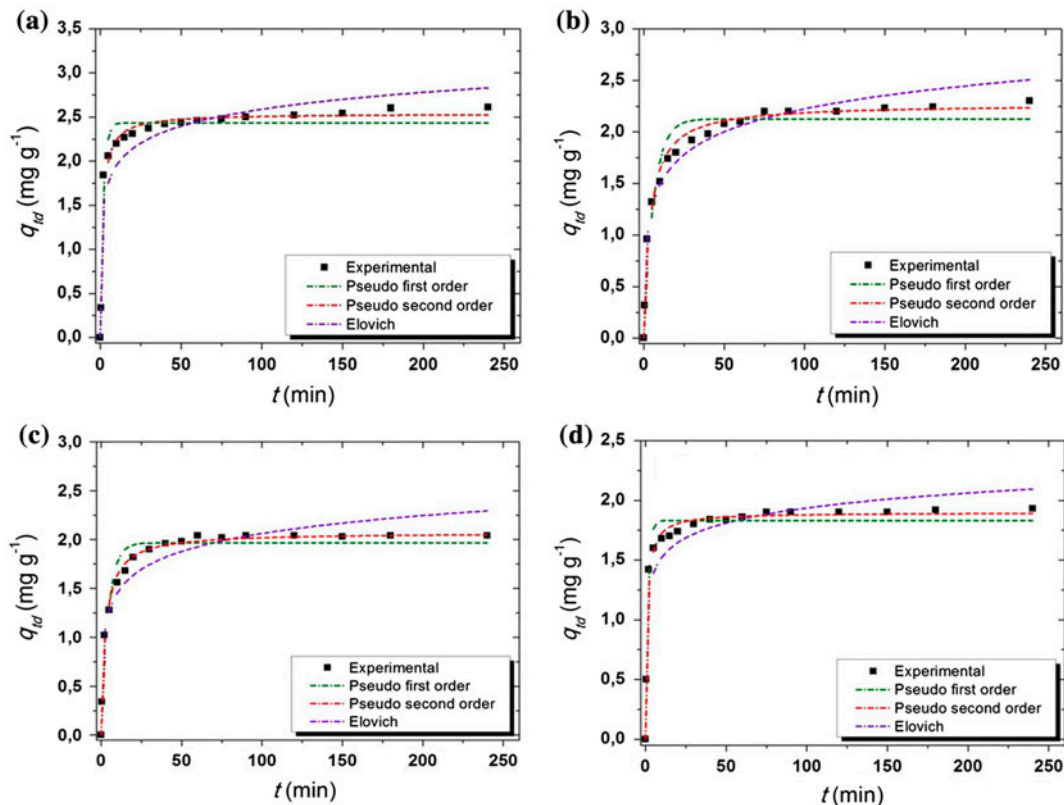 (a)
3,5
3,0
2,5
2,0
1,5
1,0
0,5
0,0
q_td (mg g⁻¹)
Experimental
Pseudo first order
Pseudo second order
Elovich
0 50 100 150 200 250
t (min)
(b)
3,0
2,5
2,0
1,5
1,0
0,5
0,0
q_td (mg g⁻¹)
Experimental
Pseudo first order
Pseudo second order
Elovich
0 50 100 150 200 250
t (min)
(c)
3,0
2,5
2,0
1,5
1,0
0,5
0,0
q_td (mg g⁻¹)
Experimental
Pseudo first order
Pseudo second order
Elovich
0 50 100 150 200 250
t (min)
(d)
2,5
2,0
1,5
1,0
0,5
0,0
q_td (mg g⁻¹)
Experimental
Pseudo first order
Pseudo second order
Elovich
0 50 100 150 200 250
t (min)